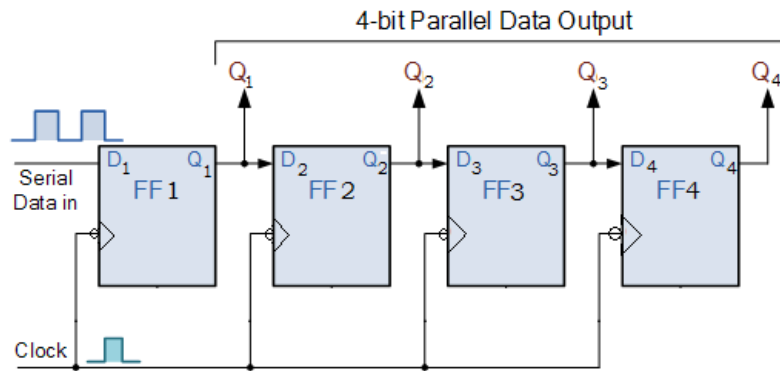 4-bit Parallel Data Output
Q1 Q2 Q3 Q4
D1 Q1 D2 Q2 D3 Q3 D4 Q4
Serial
Data in
FF1 FF2 FF3 FF4
Clock